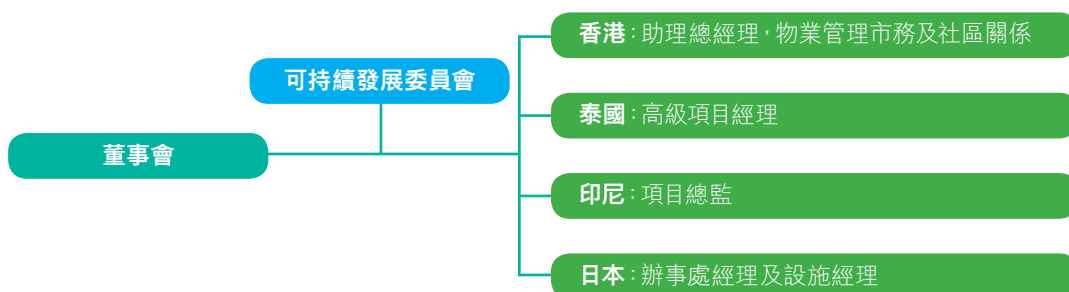 董事會
可持續發展委員會
香港：助理總經理，物業管理市務及社區關係
泰國：高級項目經理
印尼：項目總監
日本：辦事處經理及設施經理